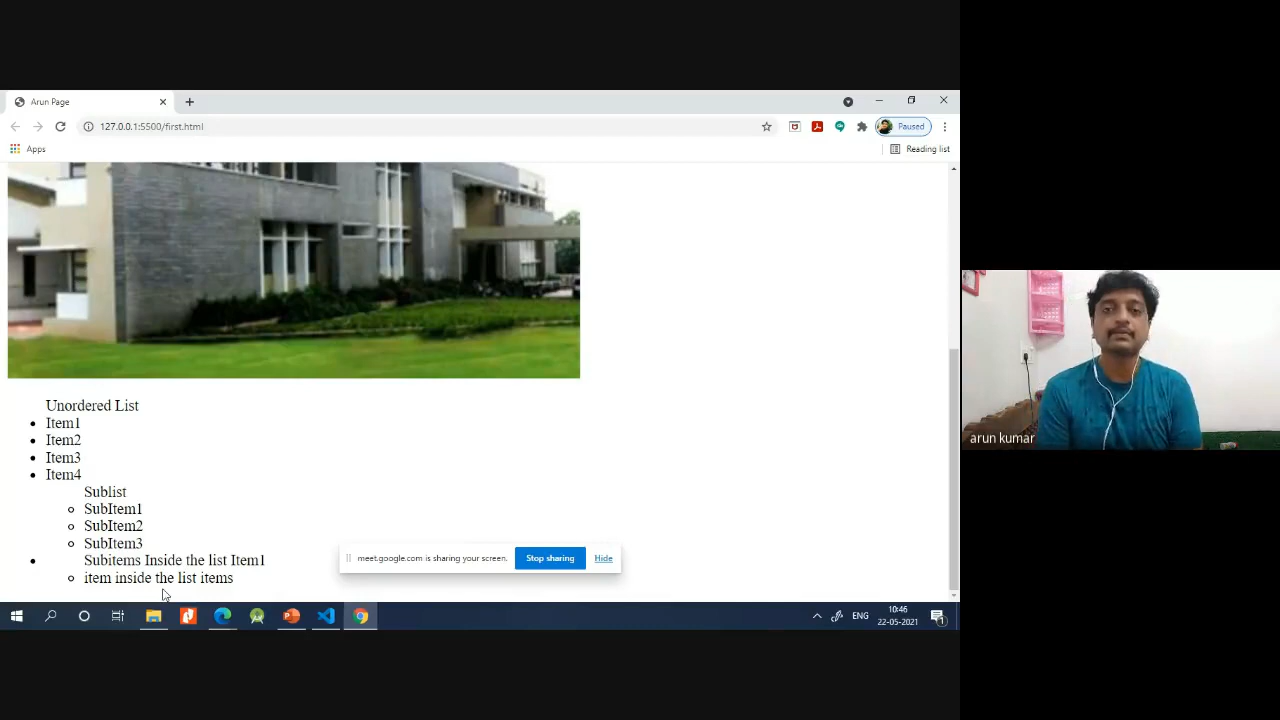 Arun Page
127.0.0.1:5500/first.html
Paused
Apps
Reading list
Unordered List
Item1
Item2
Item3
Item4
Sublist
SubItem1
SubItem2
SubItem3
Subitems Inside the list Item1
item inside the list items
meet.google.com is sharing your screen.
Stop sharing
Hide
ENG
10:46
22-05-2021
1
arun kumar